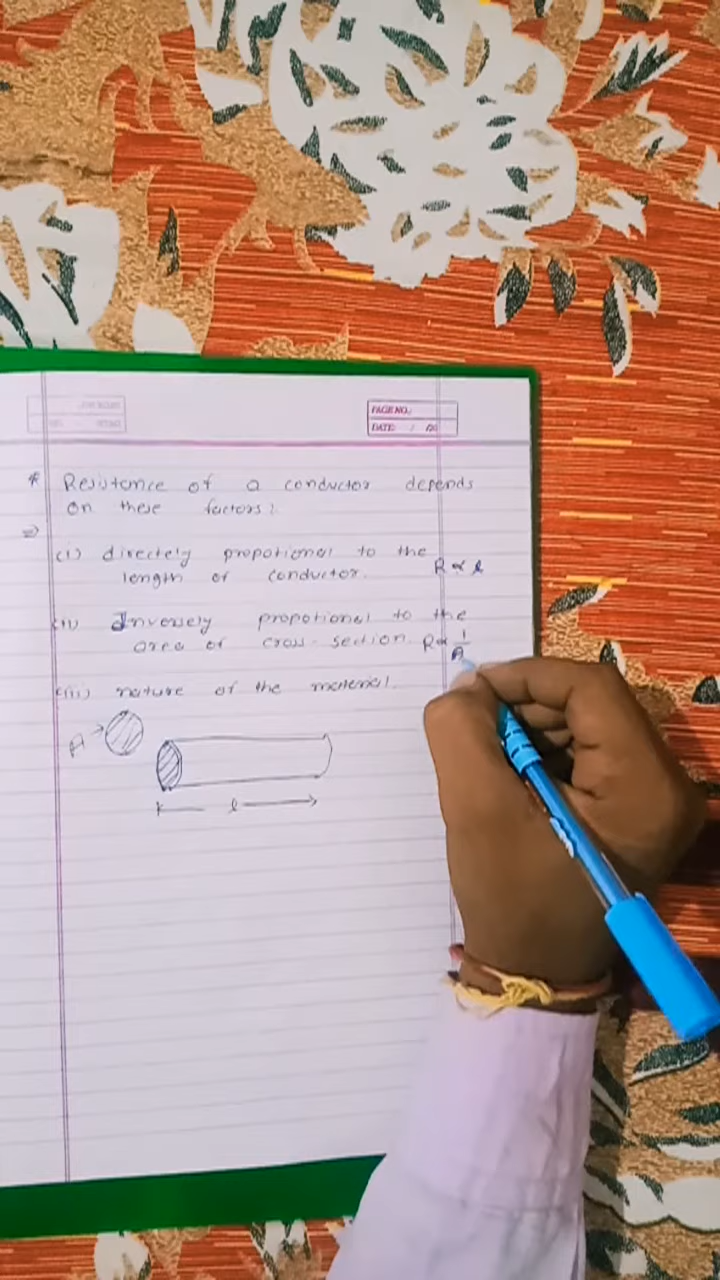 PAGE NO.:
DATE: / /20
* Resistance of a conductor depends
on these factors?
=>
(i) directely propotional to the
length of conductor. R ∝ l
(ii) Inversely propotional to the
area of cross-section. R ∝ 1/A
(iii) nature of the material.
A →
l